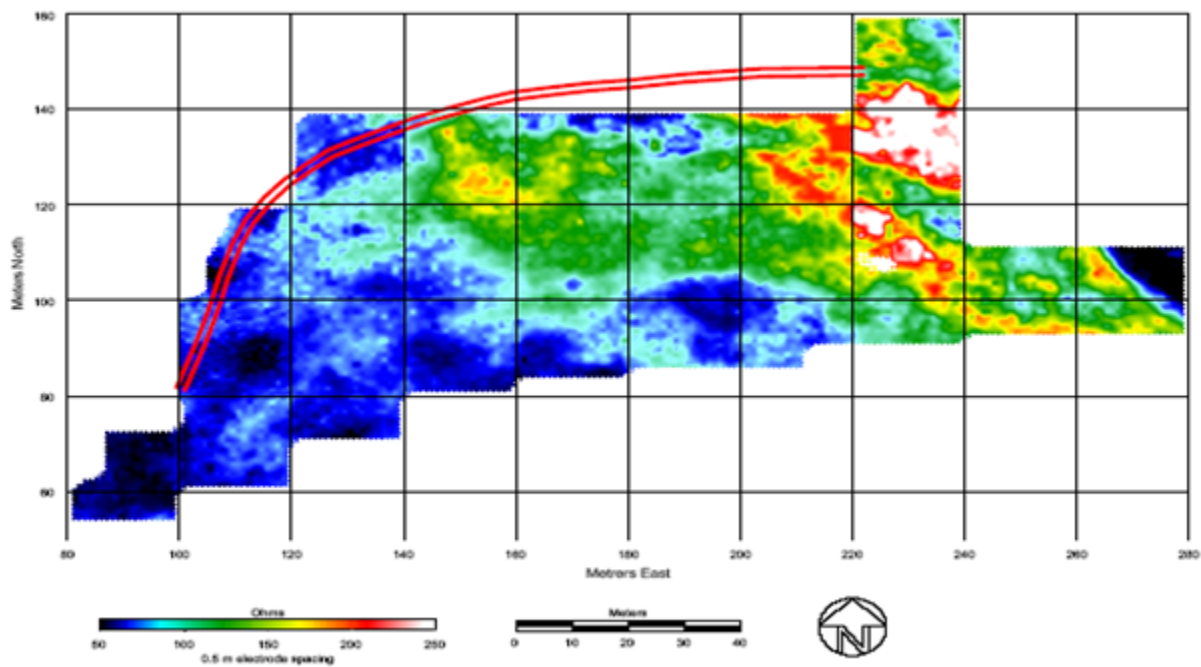 160
140
120
100
80
60
Meters North
80 100 120 140 160 180 200 220 240 260 280
Metrers East
Ohms
50 100 150 200 250
0.5 m electrode spacing
Meters
0 10 20 30 40
N